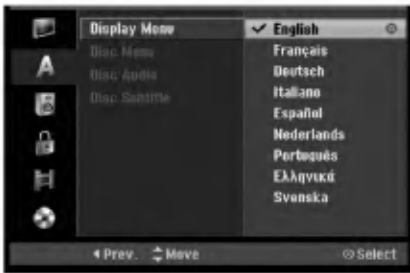 A
Display Menu
Disc Menu
Disc Audio
Disc Subtitle
✓ English
Français
Deutsch
Italiano
Español
Nederlands
Português
Ελληνικά
Svenska
Prev. Move
Select